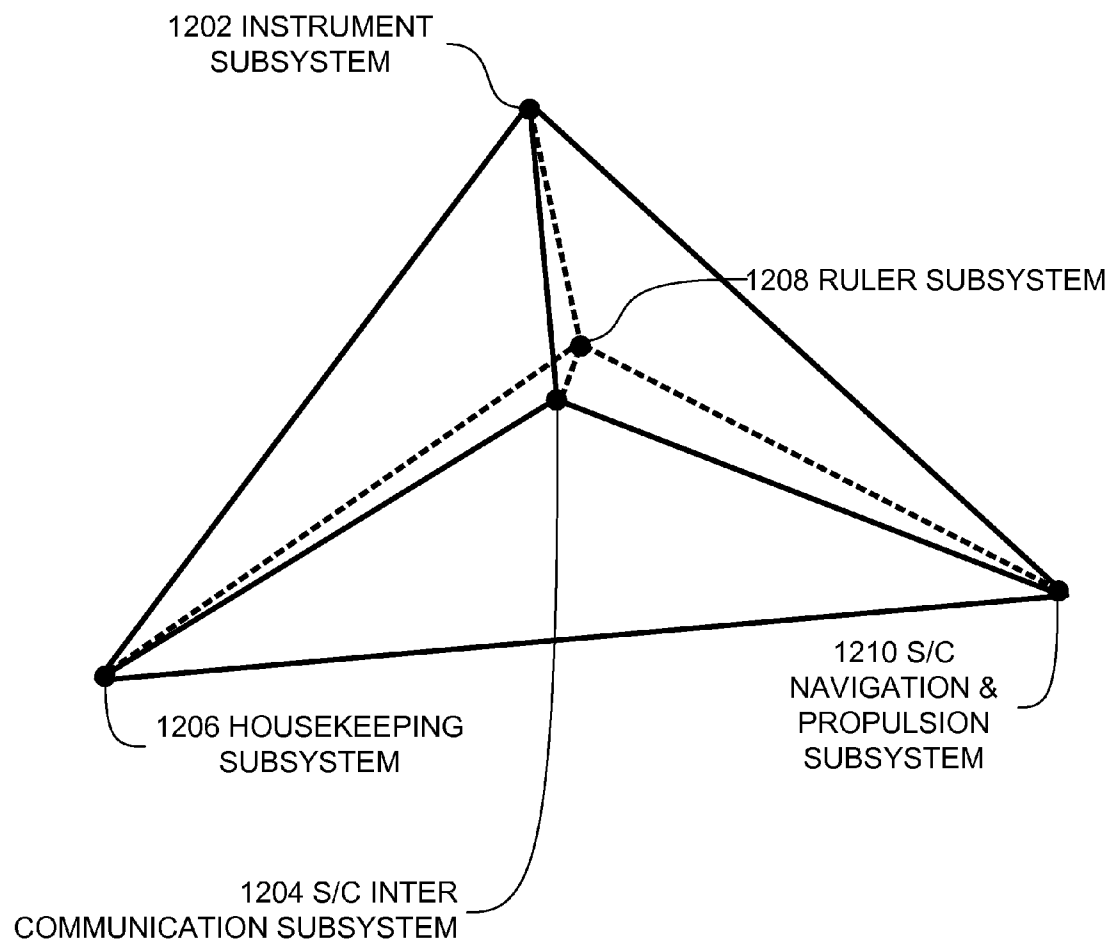 1202 INSTRUMENT
SUBSYSTEM
1208 RULER SUBSYSTEM
1210 S/C
NAVIGATION &
PROPULSION
SUBSYSTEM
1206 HOUSEKEEPING
SUBSYSTEM
1204 S/C INTER
COMMUNICATION SUBSYSTEM